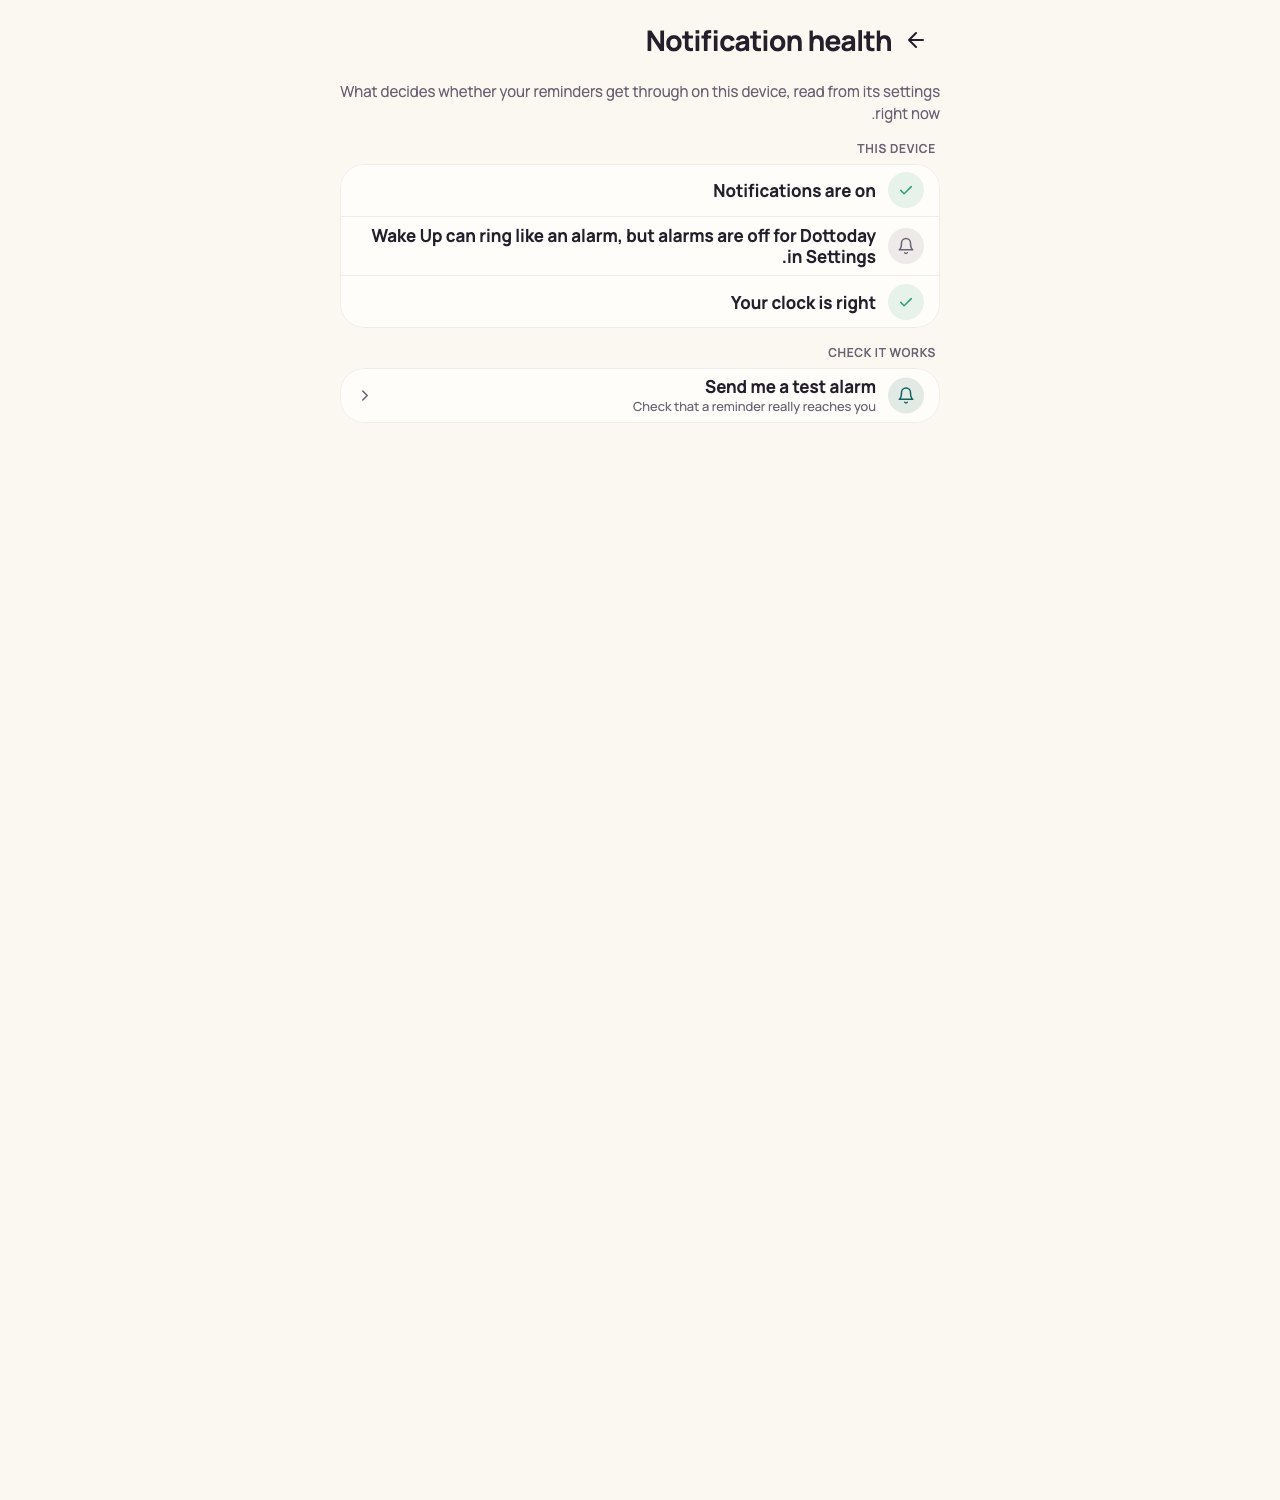 Notification health
What decides whether your reminders get through on this device, read from its settings
.right now
THIS DEVICE
Notifications are on
Wake Up can ring like an alarm, but alarms are off for Dottoday
.in Settings
Your clock is right
CHECK IT WORKS
Send me a test alarm
Check that a reminder really reaches you